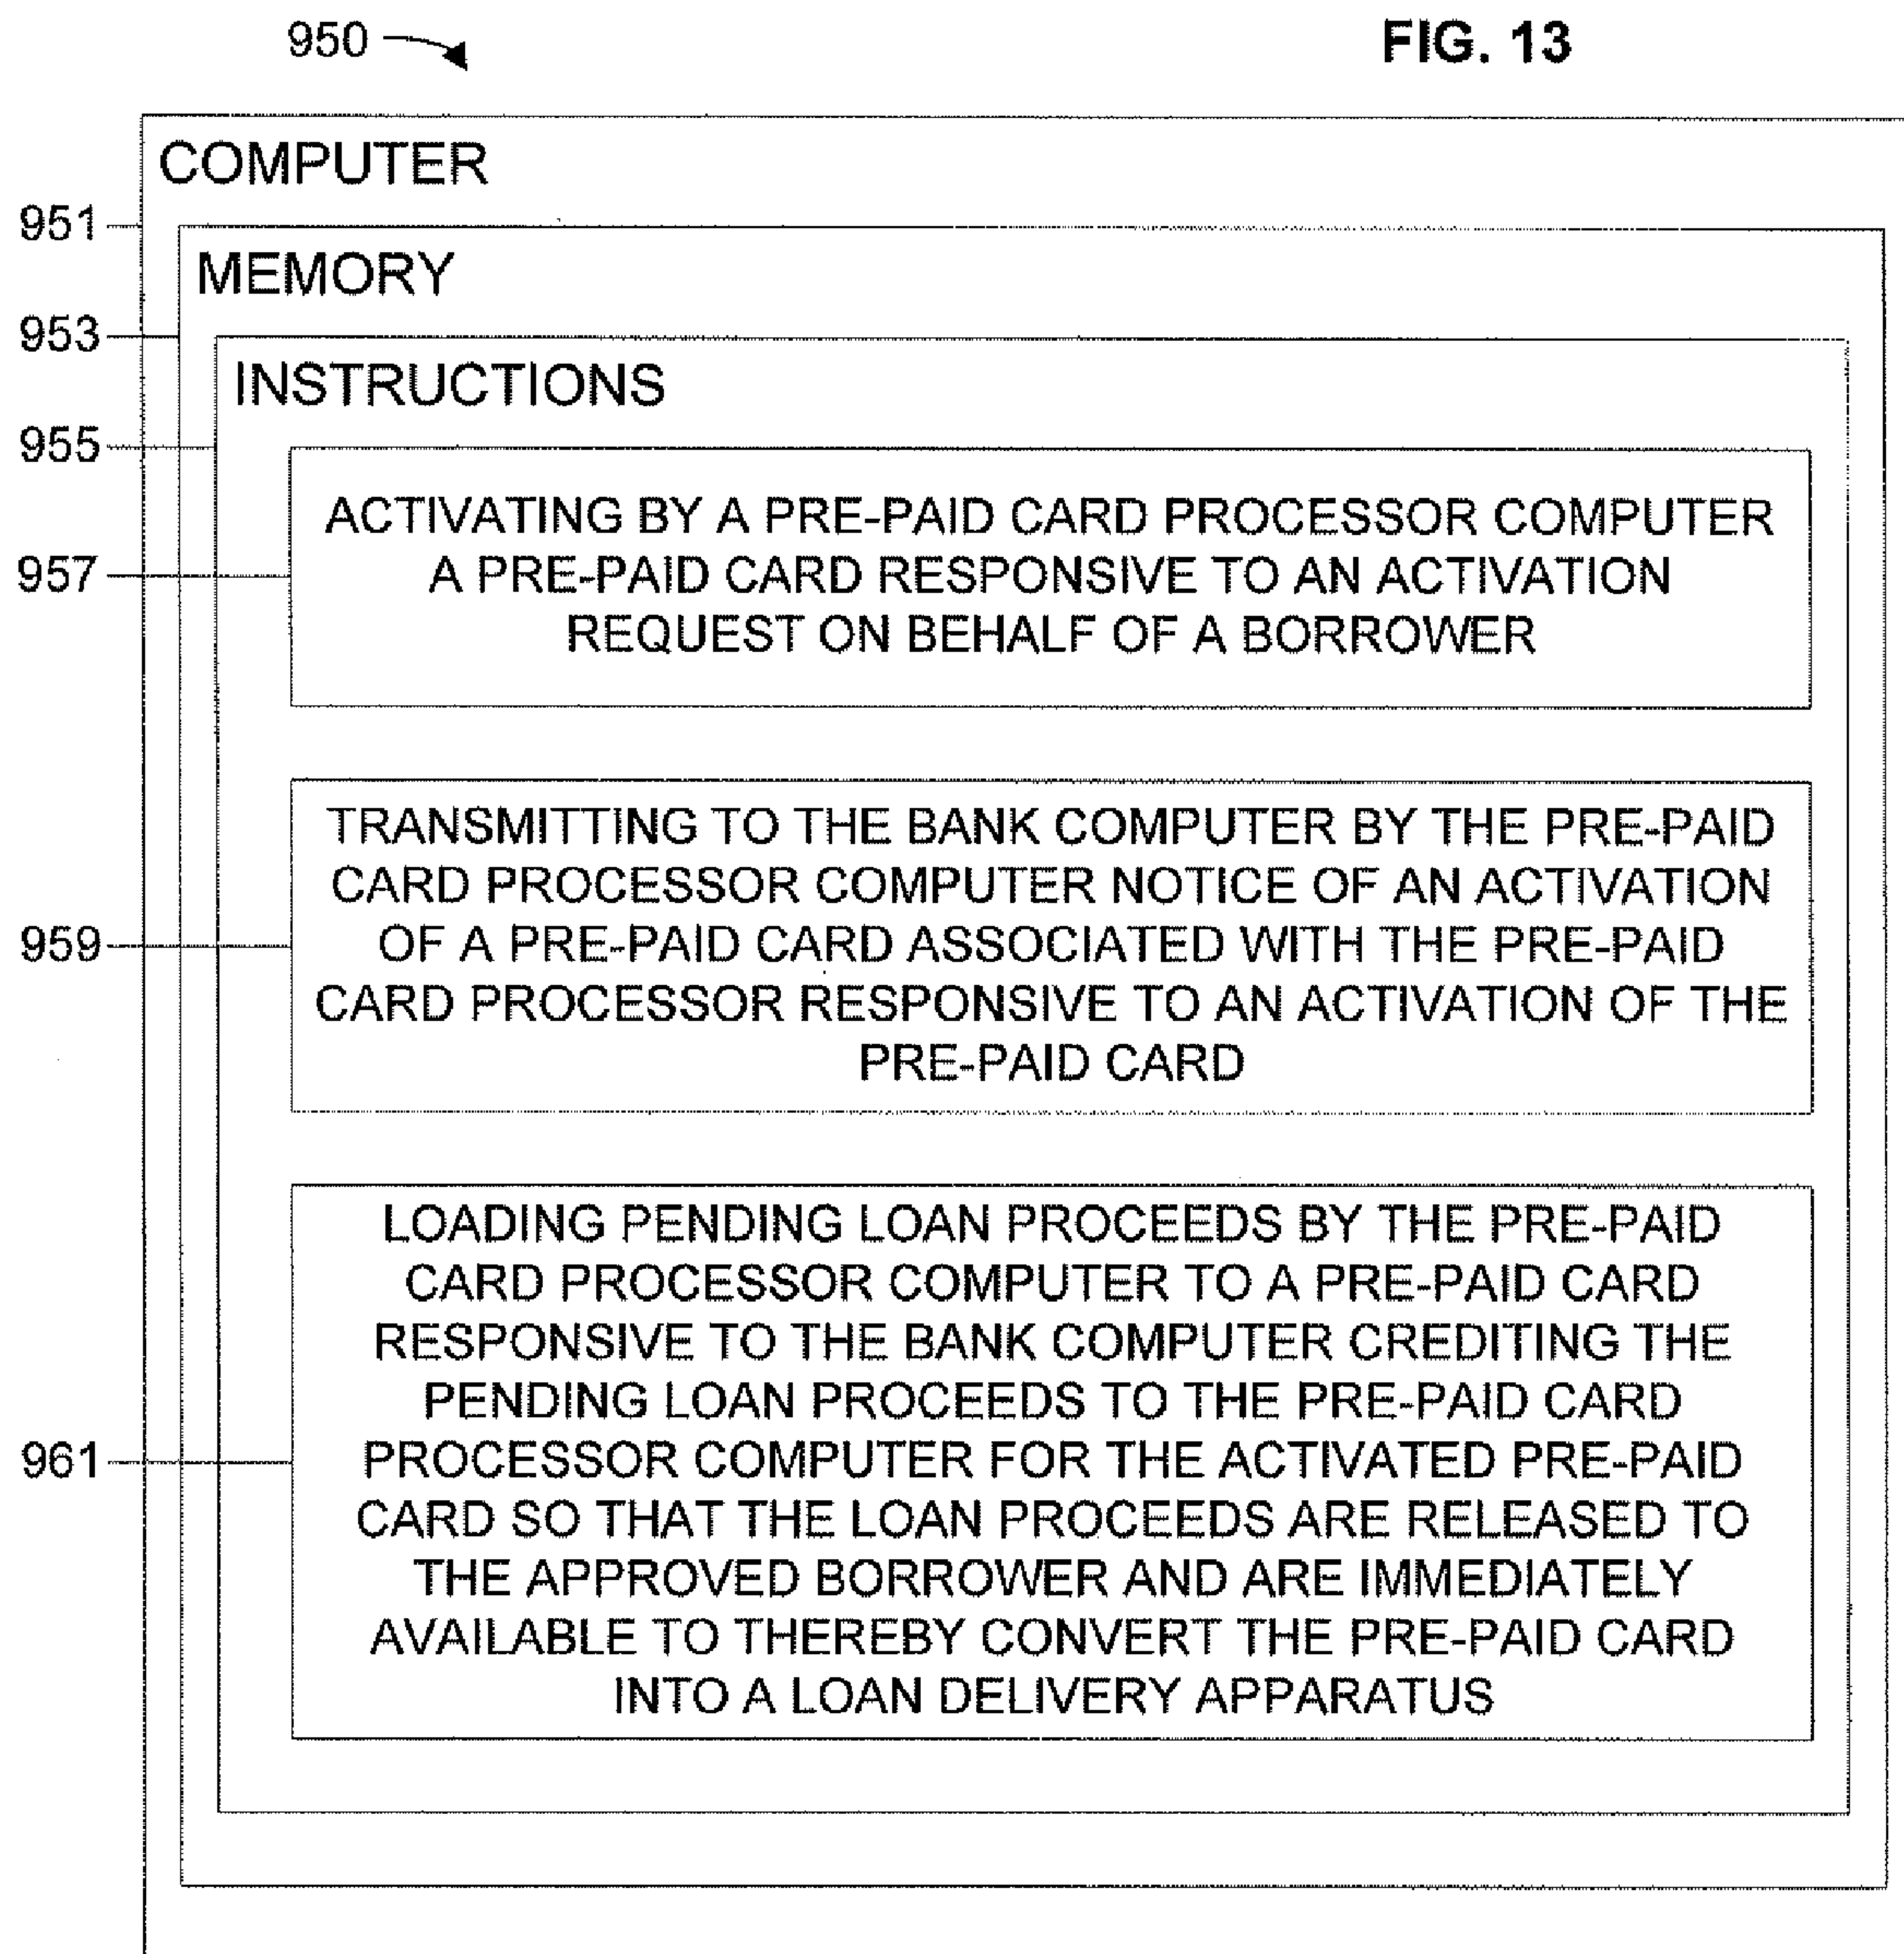 950
FIG. 13
COMPUTER
951
MEMORY
953
INSTRUCTIONS
955
ACTIVATING BY A PRE-PAID CARD PROCESSOR COMPUTER
957
A PRE-PAID CARD RESPONSIVE TO AN ACTIVATION
REQUEST ON BEHALF OF A BORROWER
TRANSMITTING TO THE BANK COMPUTER BY THE PRE-PAID
CARD PROCESSOR COMPUTER NOTICE OF AN ACTIVATION
959
OF A PRE-PAID CARD ASSOCIATED WITH THE PRE-PAID
CARD PROCESSOR RESPONSIVE TO AN ACTIVATION OF THE
PRE-PAID CARD
LOADING PENDING LOAN PROCEEDS BY THE PRE-PAID
CARD PROCESSOR COMPUTER TO A PRE-PAID CARD
RESPONSIVE TO THE BANK COMPUTER CREDITING THE
PENDING LOAN PROCEEDS TO THE PRE-PAID CARD
961
PROCESSOR COMPUTER FOR THE ACTIVATED PRE-PAID
CARD SO THAT THE LOAN PROCEEDS ARE RELEASED TO
THE APPROVED BORROWER AND ARE IMMEDIATELY
AVAILABLE TO THEREBY CONVERT THE PRE-PAID CARD
INTO A LOAN DELIVERY APPARATUS